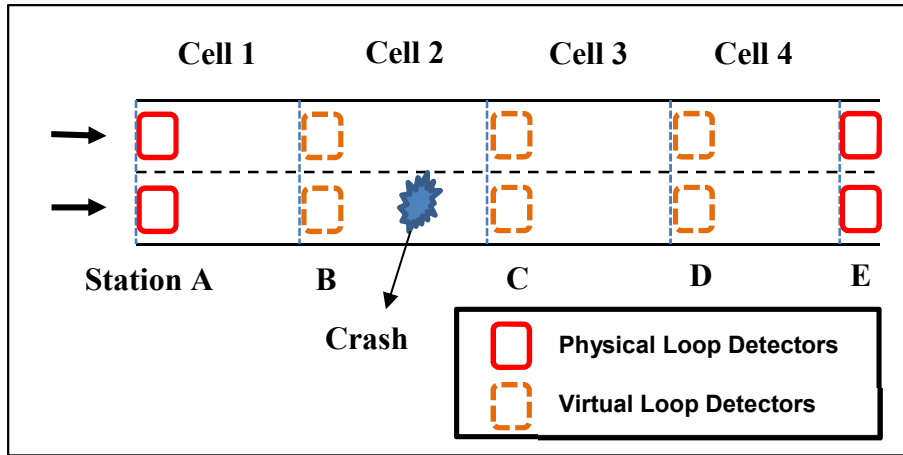 Cell 1 Cell 2 Cell 3 Cell 4
Station A B C D E
Crash
Physical Loop Detectors
Virtual Loop Detectors